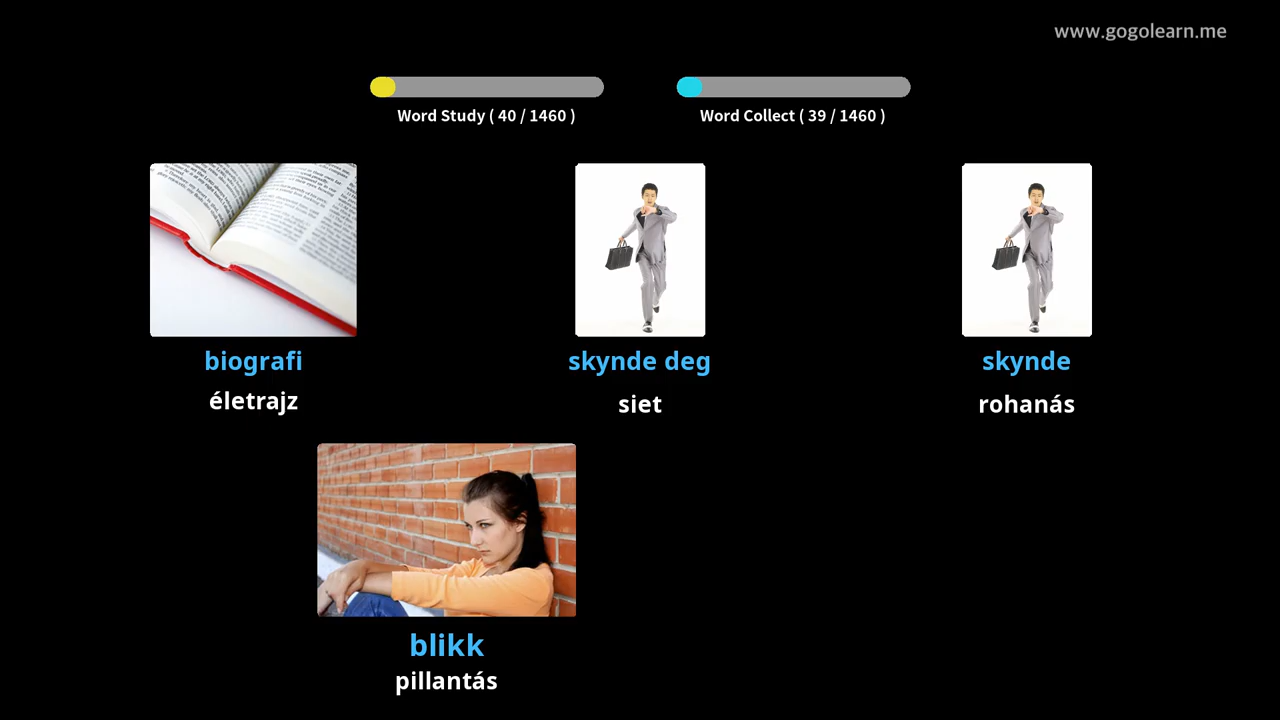 www.gogolearn.me
Word Study ( 40 / 1460 )
Word Collect ( 39 / 1460 )
biografi
életrajz
skynde deg
siet
skynde
rohanás
blikk
pillantás